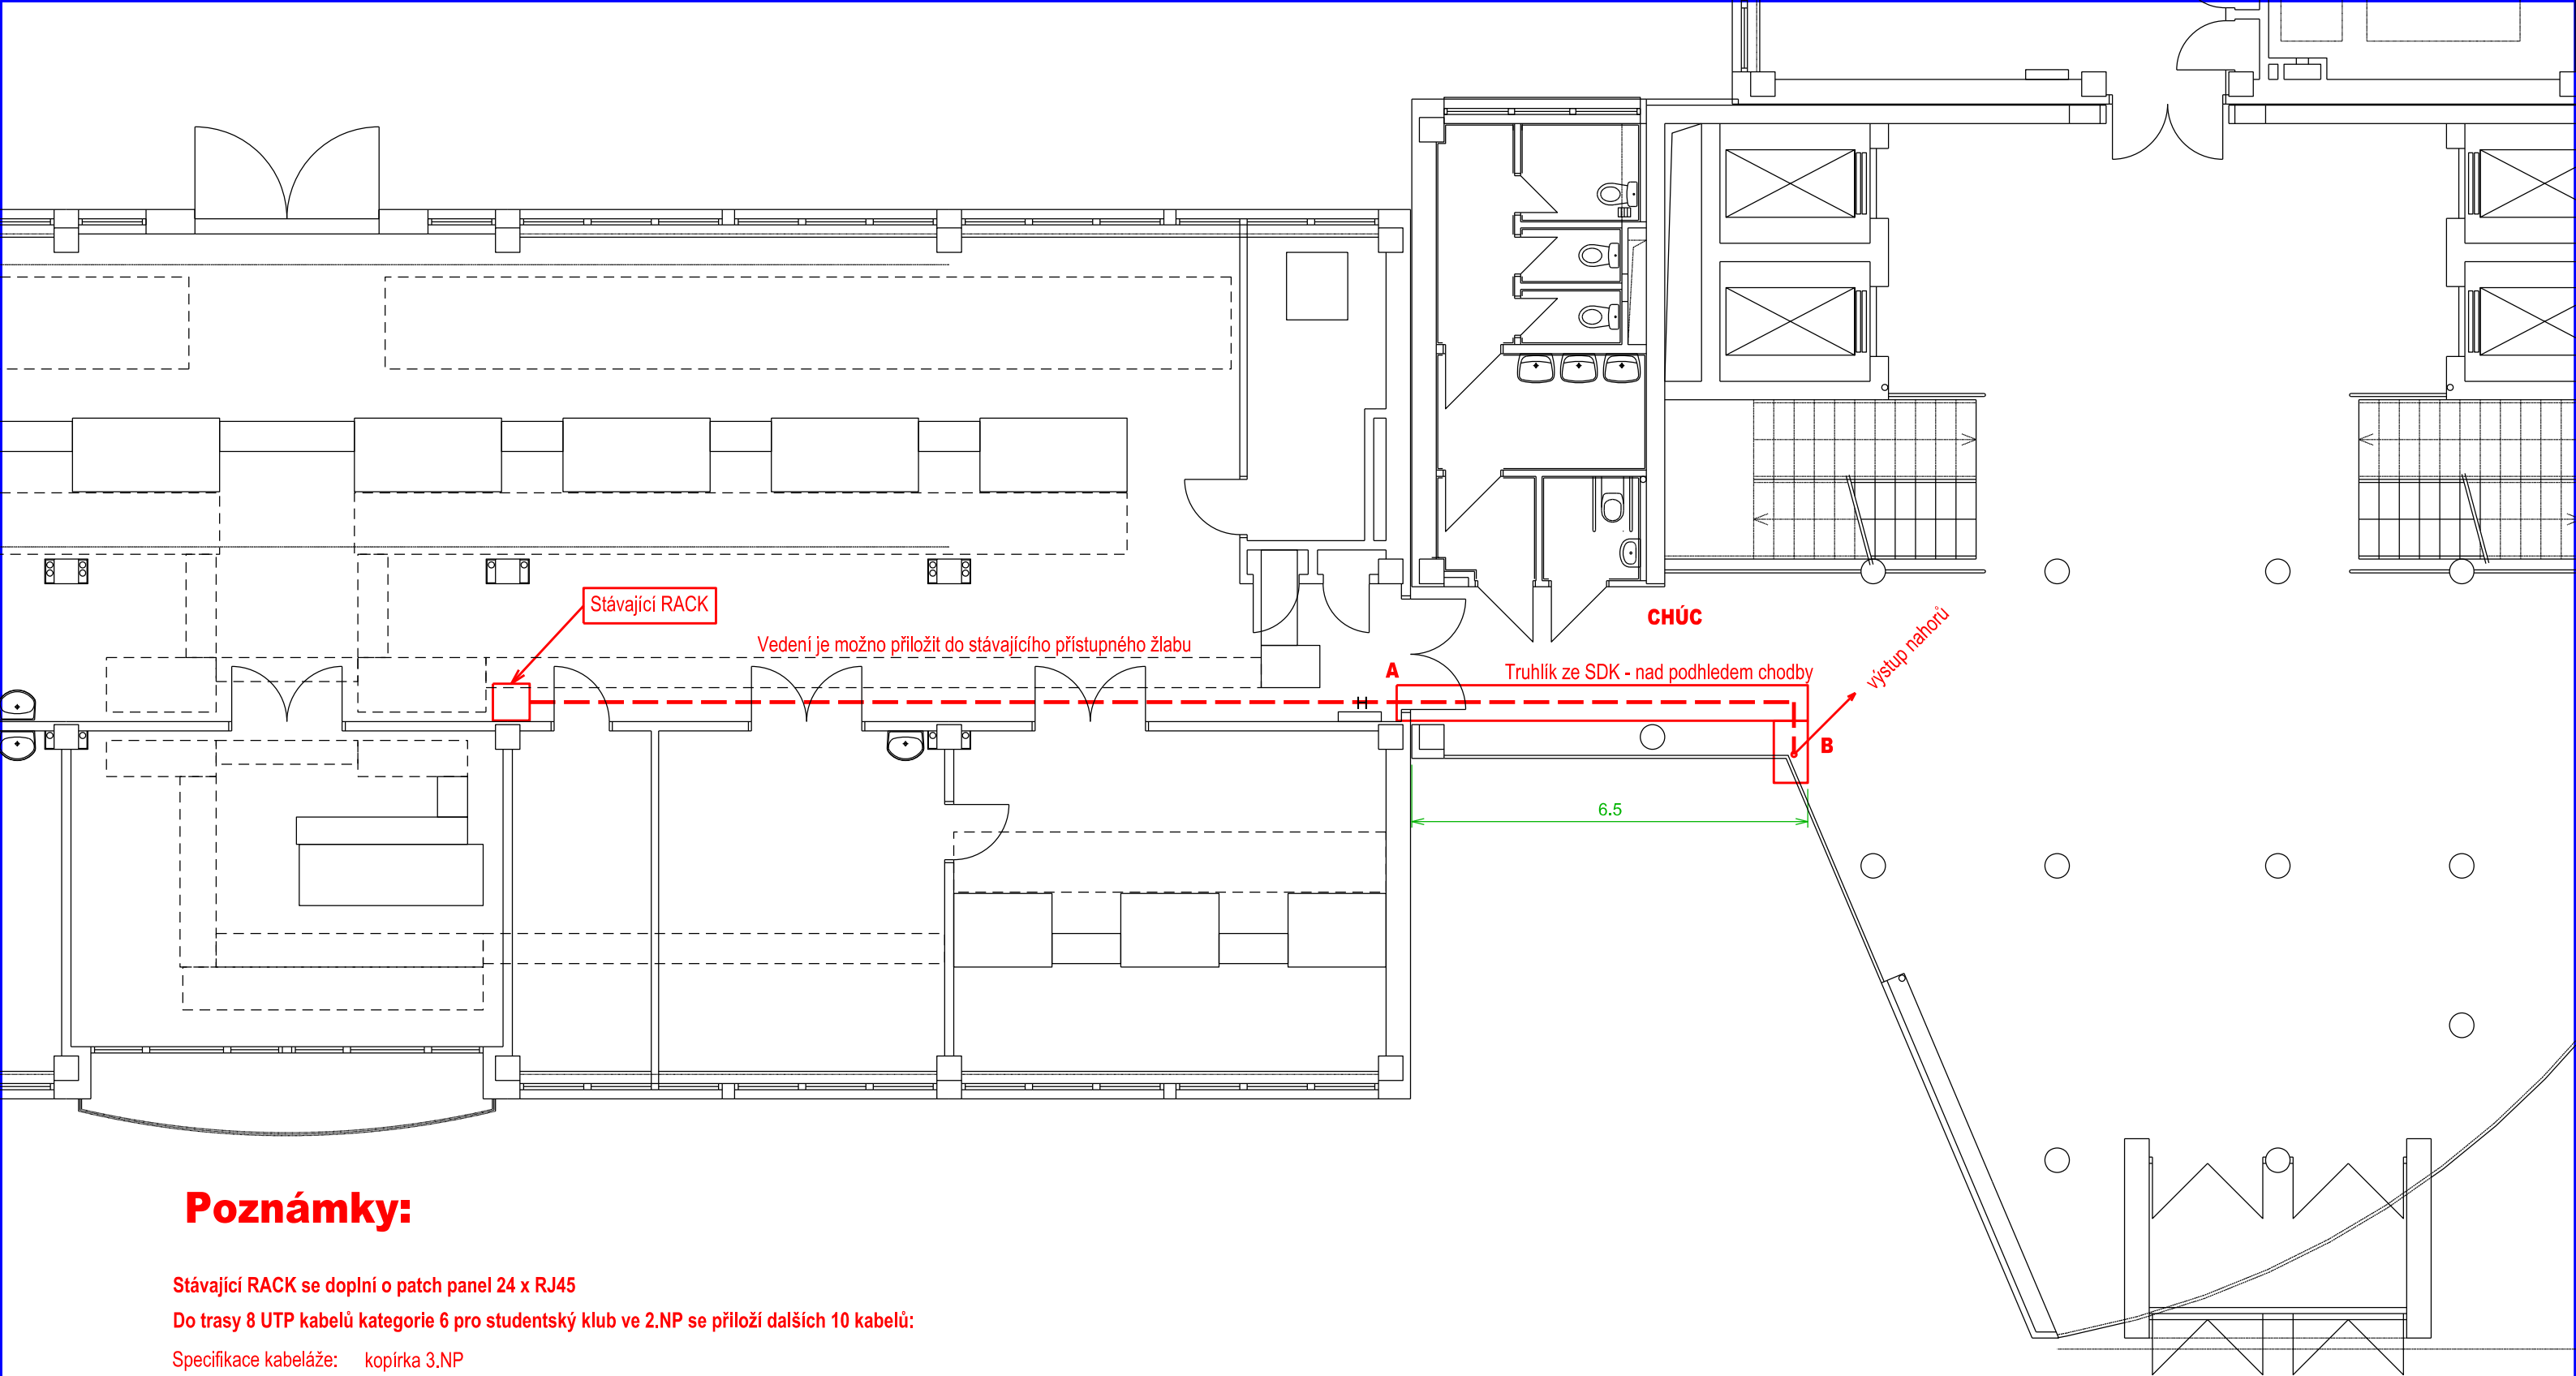 Stávající RACK
CHÚC
Vedení je možno přiložit do stávajícího přístupného žlabu
A
Truhlík ze SDK - nad podhledem chodby
výstup nahorů
H
B
6.5
Poznámky:
Stávající RACK se doplní o patch panel 24 x RJ45
Do trasy 8 UTP kabelů kategorie 6 pro studentský klub ve 2.NP se přiloží dalších 10 kabelů:
Specifikace kabeláže: kopírka 3.NP